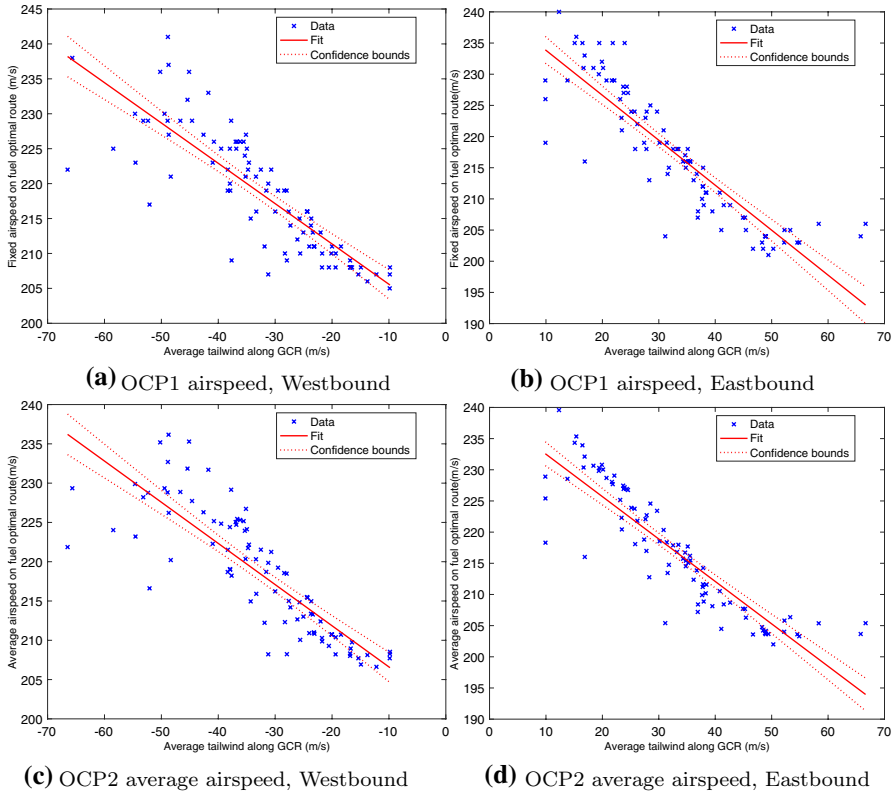 245
240
235
230
225
220
215
210
205
200
Fixed airspeed on fuel optimal route (m/s)
Data
Fit
Confidence bounds
-70 -60 -50 -40 -30 -20 -10 0
Average tailwind along GCR (m/s)
(a) OCP1 airspeed, Westbound
240
235
230
225
220
215
210
205
200
195
190
Fixed airspeed on fuel optimal route (m/s)
Data
Fit
Confidence bounds
0 10 20 30 40 50 60 70
Average tailwind along GCR (m/s)
(b) OCP1 airspeed, Eastbound
240
235
230
225
220
215
210
205
200
Average airspeed on fuel optimal route(m/s)
Data
Fit
Confidence bounds
-70 -60 -50 -40 -30 -20 -10 0
Average tailwind along GCR (m/s)
(c) OCP2 average airspeed, Westbound
240
235
230
225
220
215
210
205
200
195
190
Average airspeed on fuel optimal route(m/s)
Data
Fit
Confidence bounds
0 10 20 30 40 50 60 70
Average tailwind along GCR (m/s)
(d) OCP2 average airspeed, Eastbound